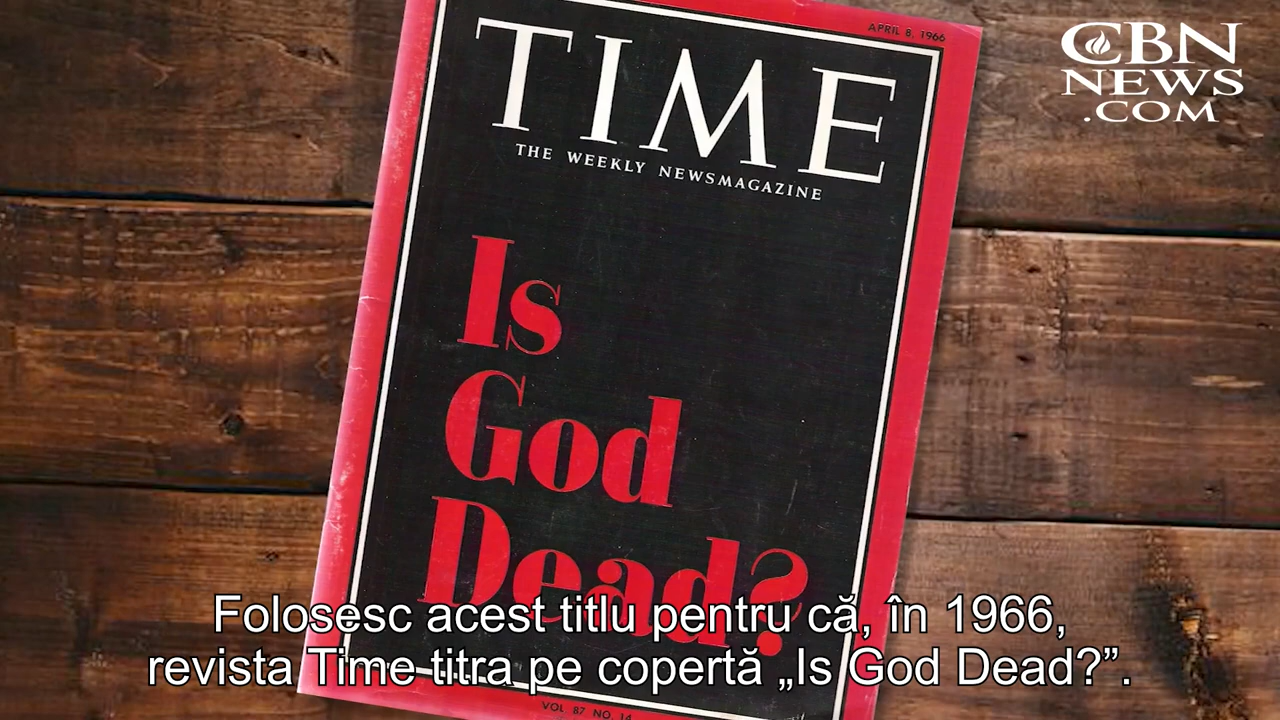 APRIL 8, 1966
CBN
NEWS
.COM
TIME
THE WEEKLY NEWSMAGAZINE
Is
God
Dead?
Folosesc acest titlu pentru că, în 1966,
revista Time titra pe copertă „Is God Dead?”.
VOL. 87 NO. 14